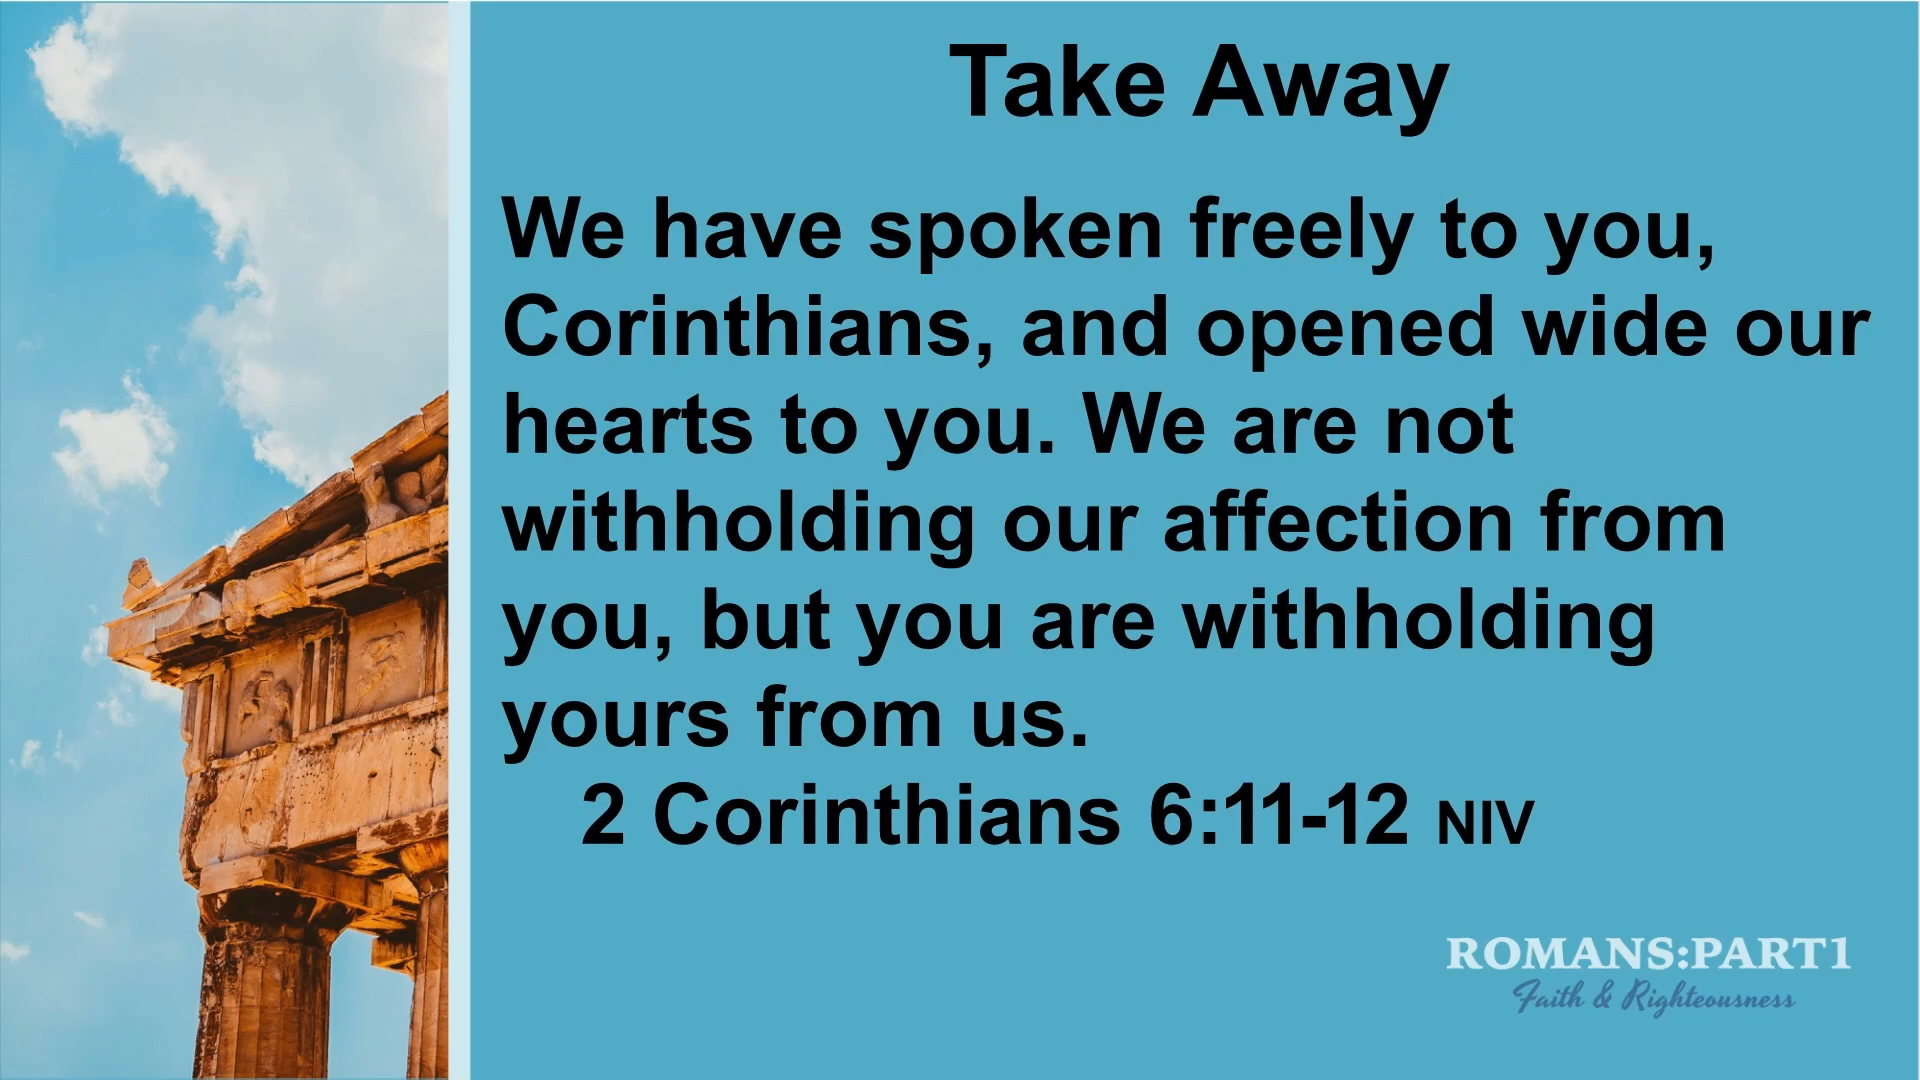 Take Away
We have spoken freely to you,
Corinthians, and opened wide our
hearts to you. We are not
withholding our affection from
you, but you are withholding
yours from us.
2 Corinthians 6:11-12 NIV
ROMANS:PART1
Faith & Righteousness